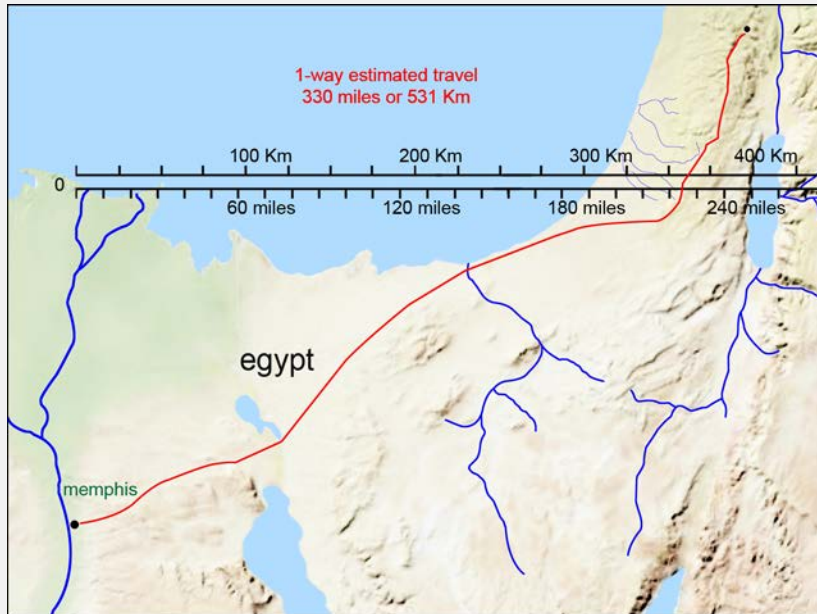 1-way estimated travel
330 miles or 531 Km
100 Km 200 Km 300 Km 400 Km
0
60 miles 120 miles 180 miles 240 miles
egypt
memphis